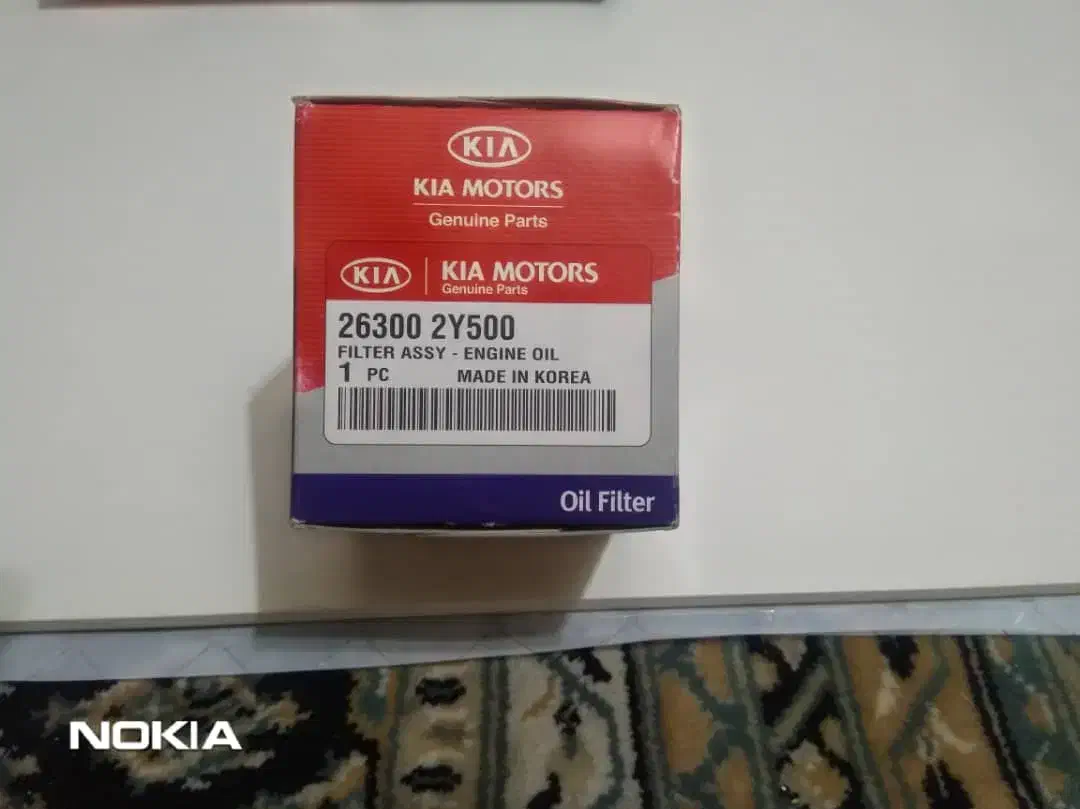 KIA
KIA MOTORS
Genuine Parts
KIA KIA MOTORS
Genuine Parts
26300 2Y500
FILTER ASSY - ENGINE OIL
1 PC MADE IN KOREA
Oil Filter
NOKIA